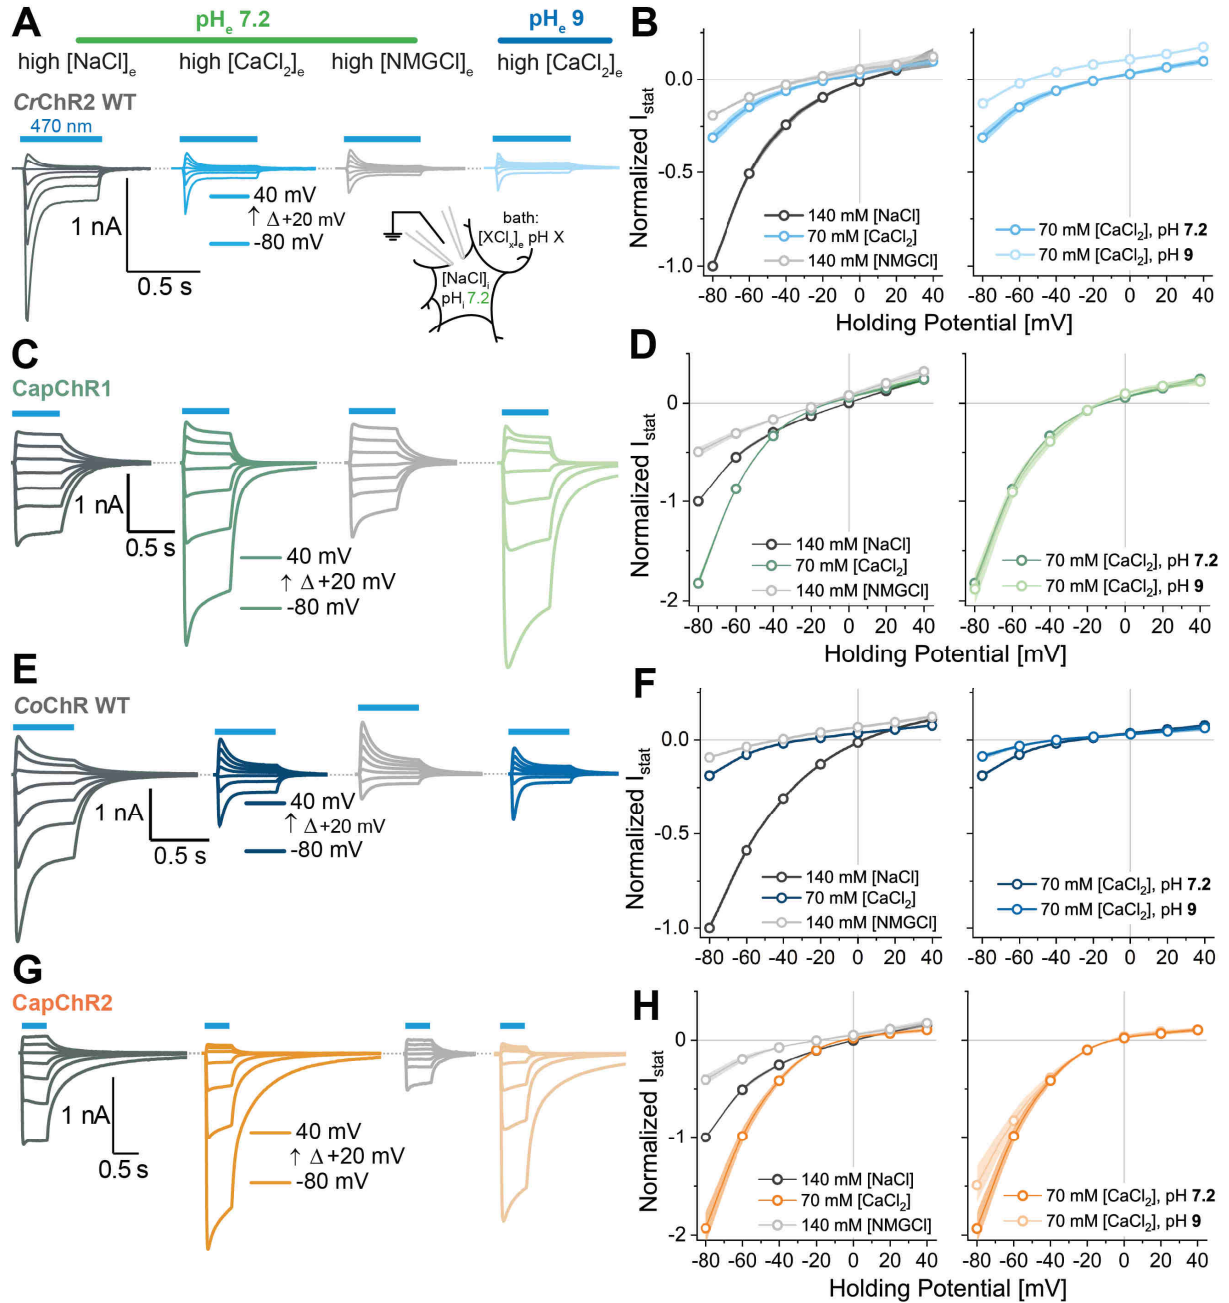 A
pHe 7.2
pHe 9
high [NaCl]e
high [CaCl2]e
high [NMGCl]e
high [CaCl2]e
CrChR2 WT
470 nm
1 nA
0.5 s
40 mV
↑ Δ+20 mV
-80 mV
bath:
[XClx]e pH X
[NaCl]i
pHi 7.2
B
Normalized Istat
0.0
-0.5
-1.0
140 mM [NaCl]
70 mM [CaCl2]
140 mM [NMGCl]
70 mM [CaCl2], pH 7.2
70 mM [CaCl2], pH 9
-80 -60 -40 -20 0 20 40
-80 -60 -40 -20 0 20 40
Holding Potential [mV]
C
CapChR1
1 nA
0.5 s
40 mV
↑ Δ+20 mV
-80 mV
D
Normalized Istat
0
-1
-2
140 mM [NaCl]
70 mM [CaCl2]
140 mM [NMGCl]
70 mM [CaCl2], pH 7.2
70 mM [CaCl2], pH 9
-80 -60 -40 -20 0 20 40
-80 -60 -40 -20 0 20 40
Holding Potential [mV]
E
CoChR WT
1 nA
0.5 s
40 mV
↑ Δ+20 mV
-80 mV
F
Normalized Istat
0.0
-0.5
-1.0
140 mM [NaCl]
70 mM [CaCl2]
140 mM [NMGCl]
70 mM [CaCl2], pH 7.2
70 mM [CaCl2], pH 9
-80 -60 -40 -20 0 20 40
-80 -60 -40 -20 0 20 40
G
CapChR2
1 nA
0.5 s
40 mV
↑ Δ+20 mV
-80 mV
H
Normalized Istat
0
-1
-2
140 mM [NaCl]
70 mM [CaCl2]
140 mM [NMGCl]
70 mM [CaCl2], pH 7.2
70 mM [CaCl2], pH 9
-80 -60 -40 -20 0 20 40
-80 -60 -40 -20 0 20 40
Holding Potential [mV]